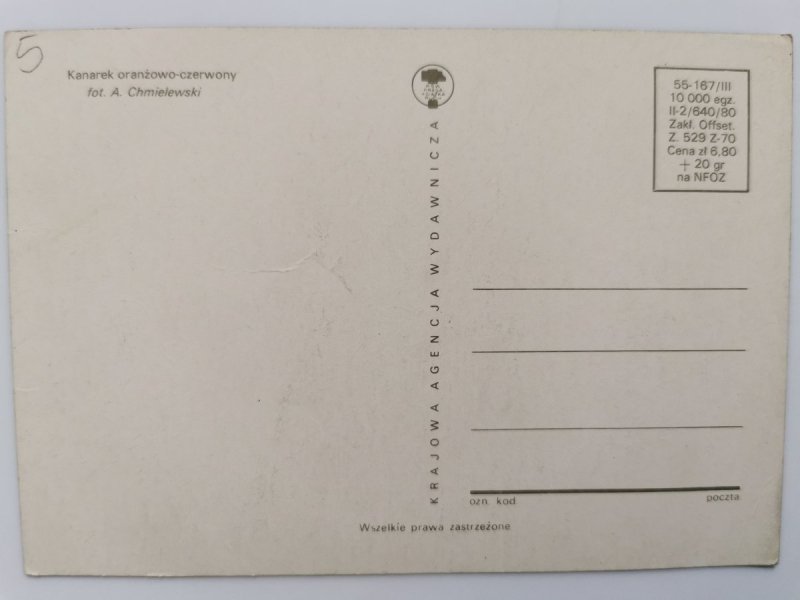 5
Kanarek oranżowo-czerwony
fot. A. Chmielewski
KRAJOWA AGENCJA WYDAWNICZA
55-167/III
10 000 egz.
II-2/640/80
Zakł. Offset.
Z. 529 Z-70
Cena zł 6,80
+ 20 gr
na NFOZ
ozn. kod
poczta
Wszelkie prawa zastrzeżone